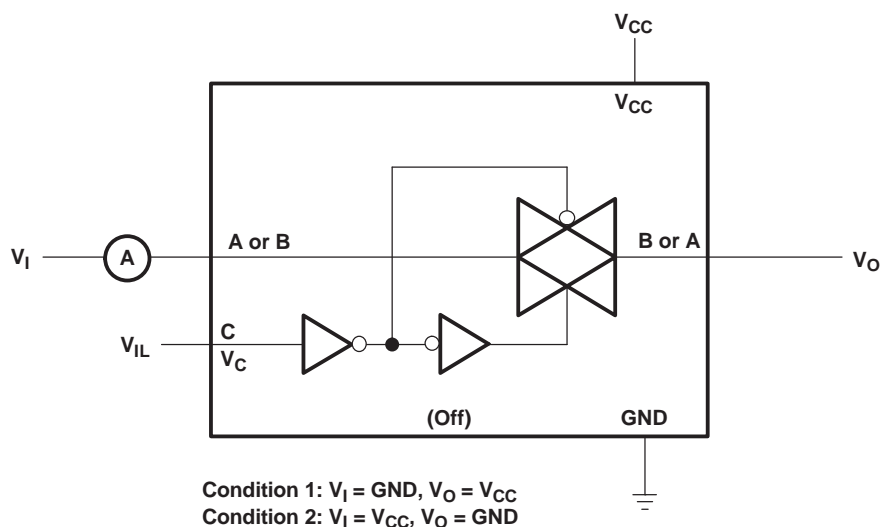 VCC
VCC
VI
A
A or B
B or A
VO
VIL
C
VC
(Off)
GND
Condition 1: VI = GND, VO = VCC
Condition 2: VI = VCC, VO = GND